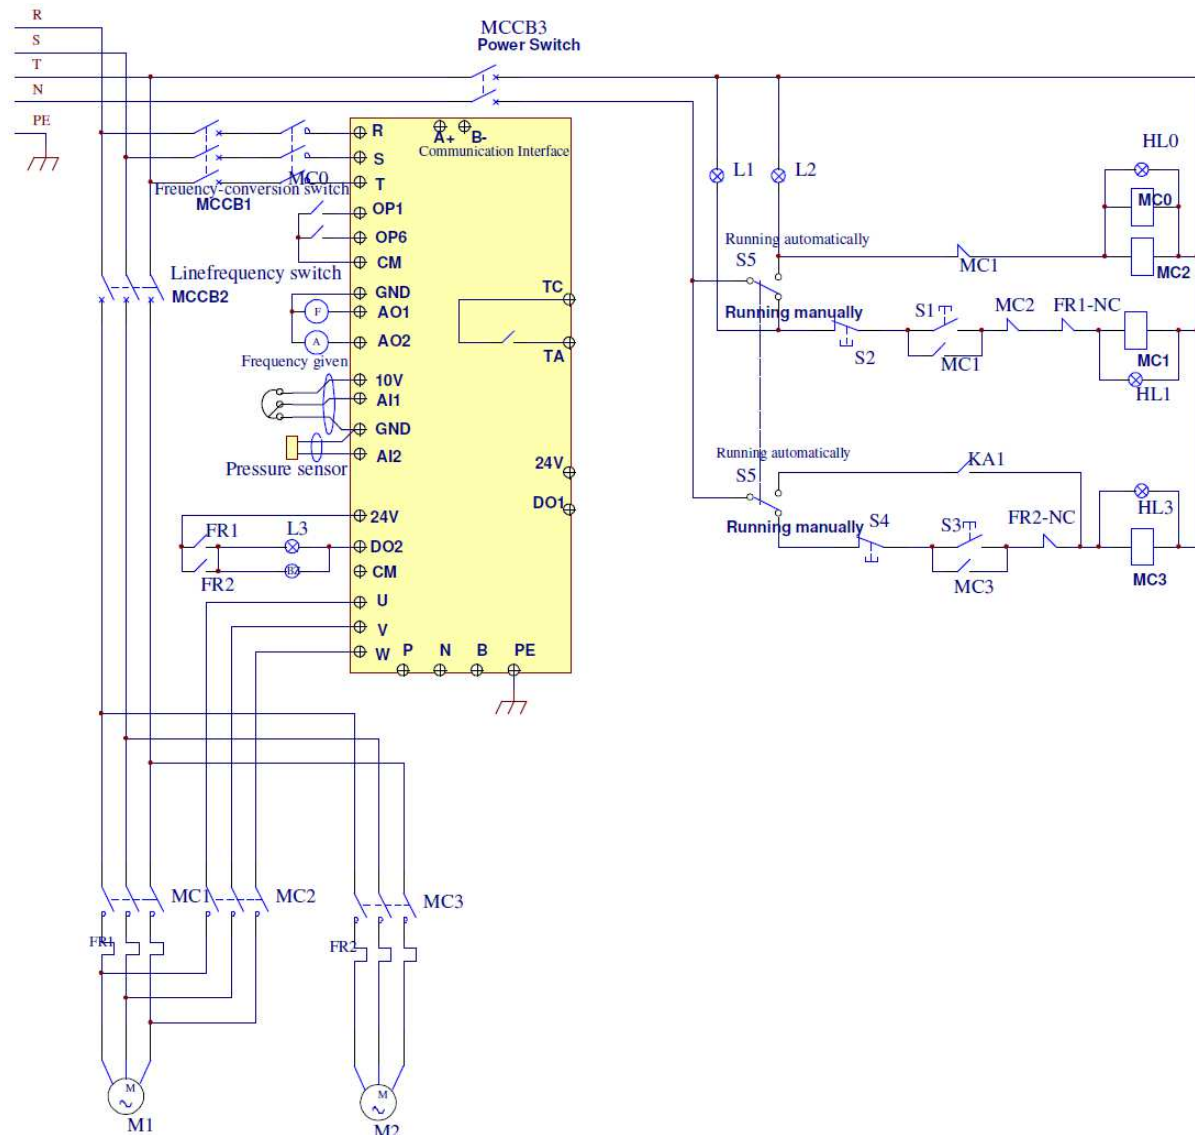 R
S
T
N
PE
MCCB3
Power Switch
R
A+
B-
Communication Interface
S
MC0
T
Freuency-conversion switch
MCCB1
OP1
OP6
CM
Linefrequency switch
MCCB2
GND
F
AO1
A
AO2
Frequency given
10V
AI1
GND
AI2
Pressure sensor
TC
TA
24V
DO1
24V
FR1
L3
DO2
FR2
BZ
CM
U
V
W
P
N
B
PE
L1
L2
HL0
MC0
Running automatically
S5
MC1
MC2
Running manually
S1
MC2
FR1-NC
S2
MC1
MC1
HL1
Running automatically
S5
KA1
HL3
Running manually
S4
S3
FR2-NC
MC3
MC3
MC1
MC2
MC3
FR1
FR2
M
M1
M
M2